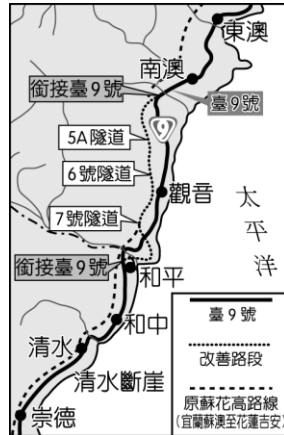 東澳
南澳
銜接臺9號
臺9號
9
5A隧道
6號隧道
觀音
太平洋
7號隧道
銜接臺9號
和平
和中
清水
清水斷崖
崇德
臺9號
改善路段
原蘇花高路線
(宜蘭蘇澳至花蓮吉安)